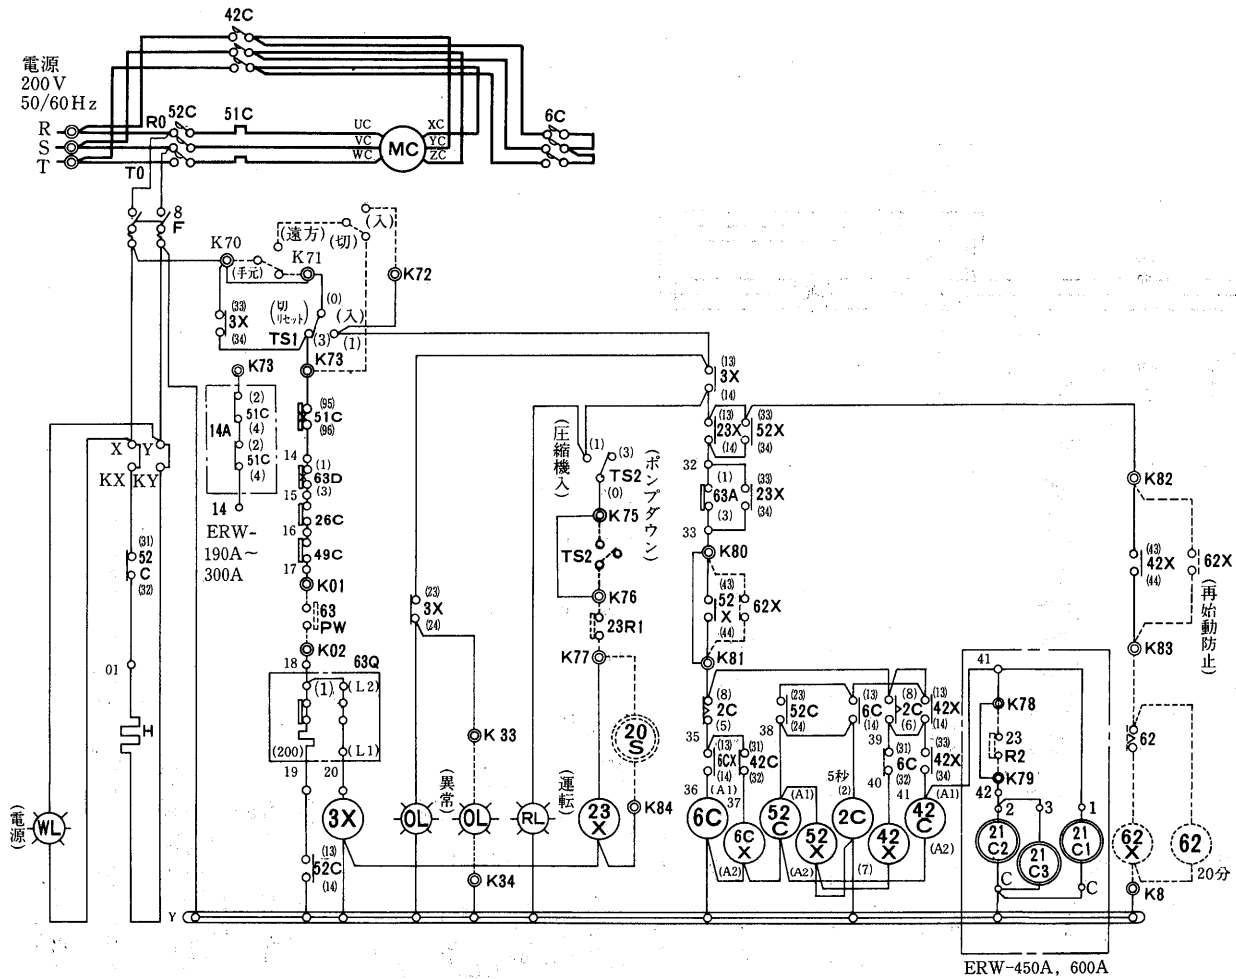 42C
電源
200V
50/60Hz
R0
52C
51C
UC
XC
6C
R
S
T
VC
WC
MC
YC
ZC
T0
8
F
K70
(遠方)
(切)
(入)
(手元)
K71
K72
(33)
3X
(34)
(切
リセット)
(0)
(入)
TS1
(3)
(1)
K73
K73
(13)
3X
(14)
(2)
51C
(4)
14A
(2)
51C
(4)
14
ERW-
190A～
300A
(95)
51C
(96)
14
(1)
63D
15
(3)
26C
16
49C
17
K01
63
PW
K02
18
63Q
(1)
(L2)
(200)
(L1)
19
20
X
Y
KX
KY
(31)
52
C
(32)
01
H
(電源)
WL
3X
(13)
52C
(14)
(23)
3X
(24)
(異常)
OL
K33
OL
K34
(運転)
RL
(圧縮機入)
(1)
(3)
TS2
(0)
(ポンプダウン)
K75
TS2
K76
23R1
K77
20
S
23
X
K84
(13)
23X
(14)
(33)
52X
(34)
32
(1)
63A
(3)
(33)
23X
(34)
33
K80
(43)
52
X
(44)
62X
K81
(8)
2C
(5)
35
(13)
6CX
(14)
(31)
42C
(32)
36
(A1)
37
6C
6C
X
(A2)
(23)
52C
(24)
38
(A1)
52
C
52
X
(A2)
(13)
6C
(14)
5秒
(2)
2C
(7)
(8)
2C
(6)
39
(31)
6C
(32)
40
42
X
(13)
42X
(14)
(33)
42X
(34)
41
(A1)
42
C
(A2)
41
K78
23
R2
K79
42
2
3
1
21
C2
21
C3
21
C1
C
C
ERW-450A, 600A
K82
(43)
42X
(44)
62X
(再始動防止)
K83
62
62
X
62
20分
K8
Y